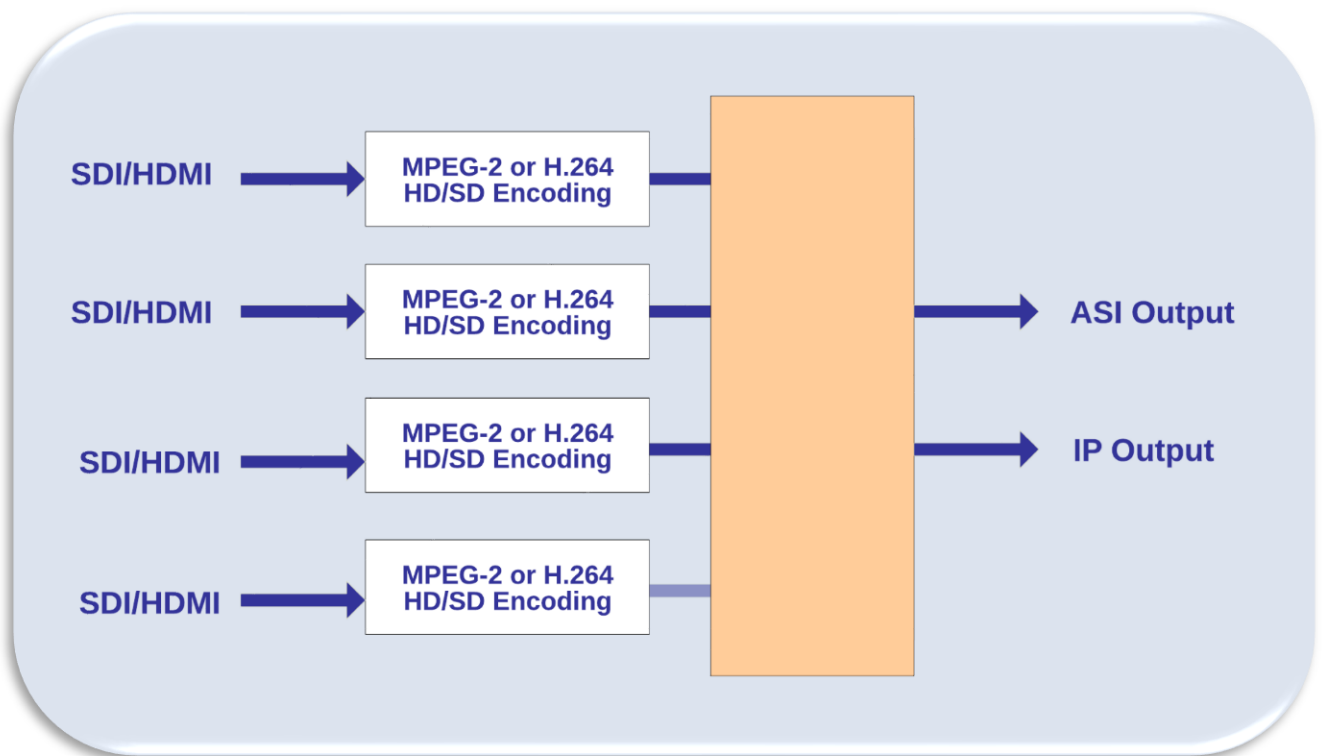 SDI/HDMI
MPEG-2 or H.264
HD/SD Encoding
SDI/HDMI
MPEG-2 or H.264
HD/SD Encoding
ASI Output
SDI/HDMI
MPEG-2 or H.264
HD/SD Encoding
IP Output
SDI/HDMI
MPEG-2 or H.264
HD/SD Encoding